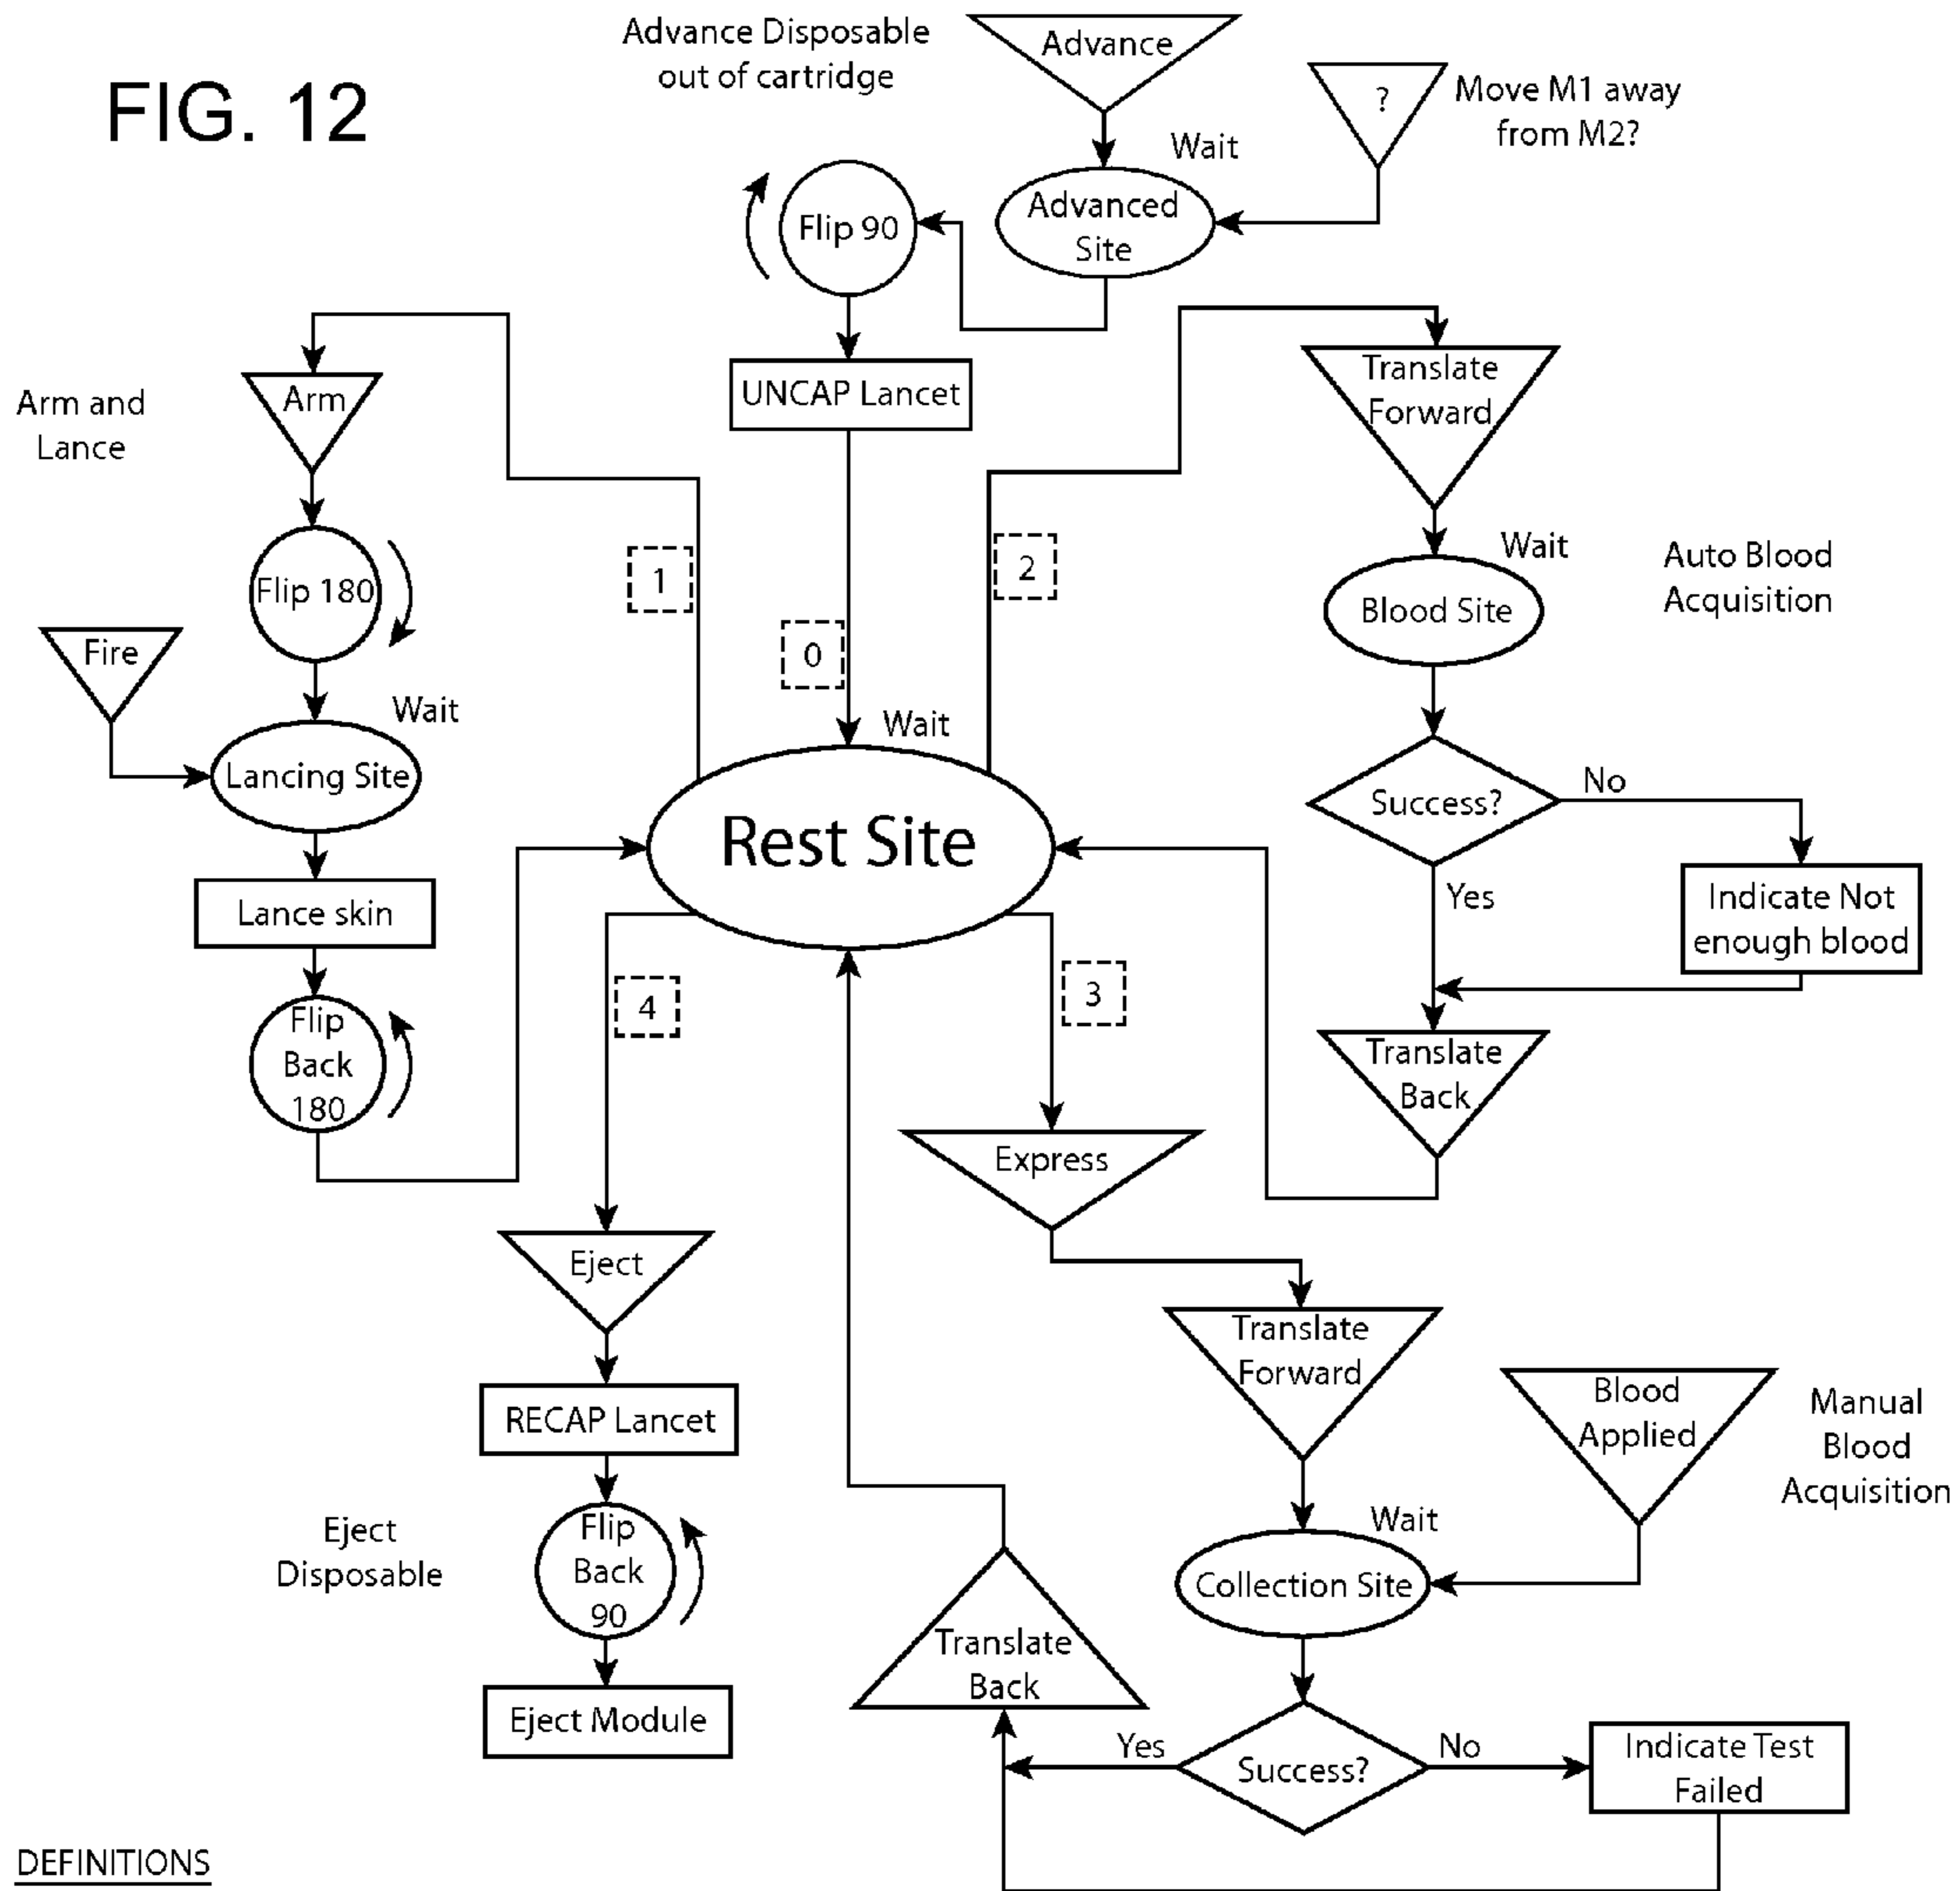 FIG. 12
Advance Disposable
out of cartridge
Advance
?
Move M1 away
from M2?
Wait
Advanced
Site
Flip 90
UNCAP Lancet
Arm and
Lance
Arm
Flip 180
Fire
Wait
Lancing Site
Lance skin
Flip
Back
180
1
0
2
Wait
Rest Site
Translate
Forward
Wait
Blood Site
Auto Blood
Acquisition
Success?
No
Yes
Indicate Not
enough blood
Translate
Back
4
3
Eject
RECAP Lancet
Eject
Disposable
Flip
Back
90
Eject Module
Express
Translate
Forward
Blood
Applied
Manual
Blood
Acquisition
Wait
Collection Site
Translate
Back
Yes
Success?
No
Indicate Test
Failed
DEFINITIONS